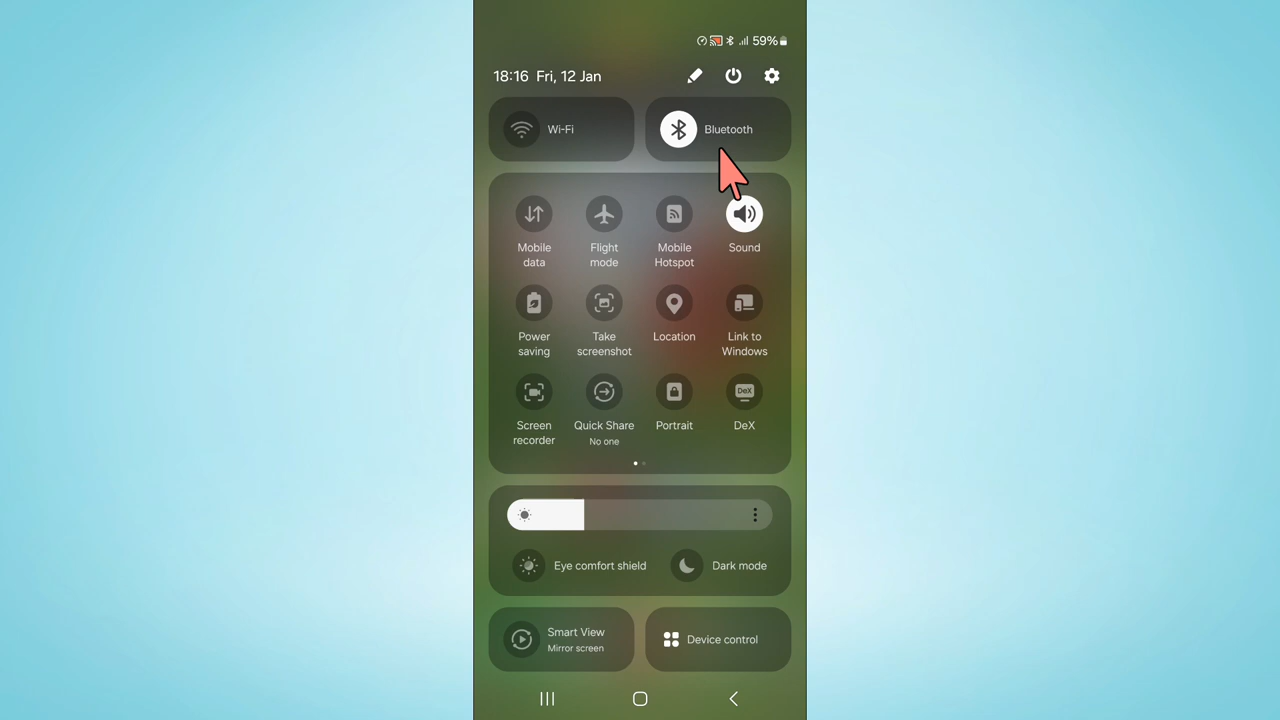 59%
18:16 Fri, 12 Jan
Wi-Fi
Bluetooth
Mobile data
Flight mode
Mobile Hotspot
Sound
Power saving
Take screenshot
Location
Link to Windows
DeX
Screen recorder
Quick Share
No one
Portrait
DeX
Eye comfort shield
Dark mode
Smart View
Mirror screen
Device control